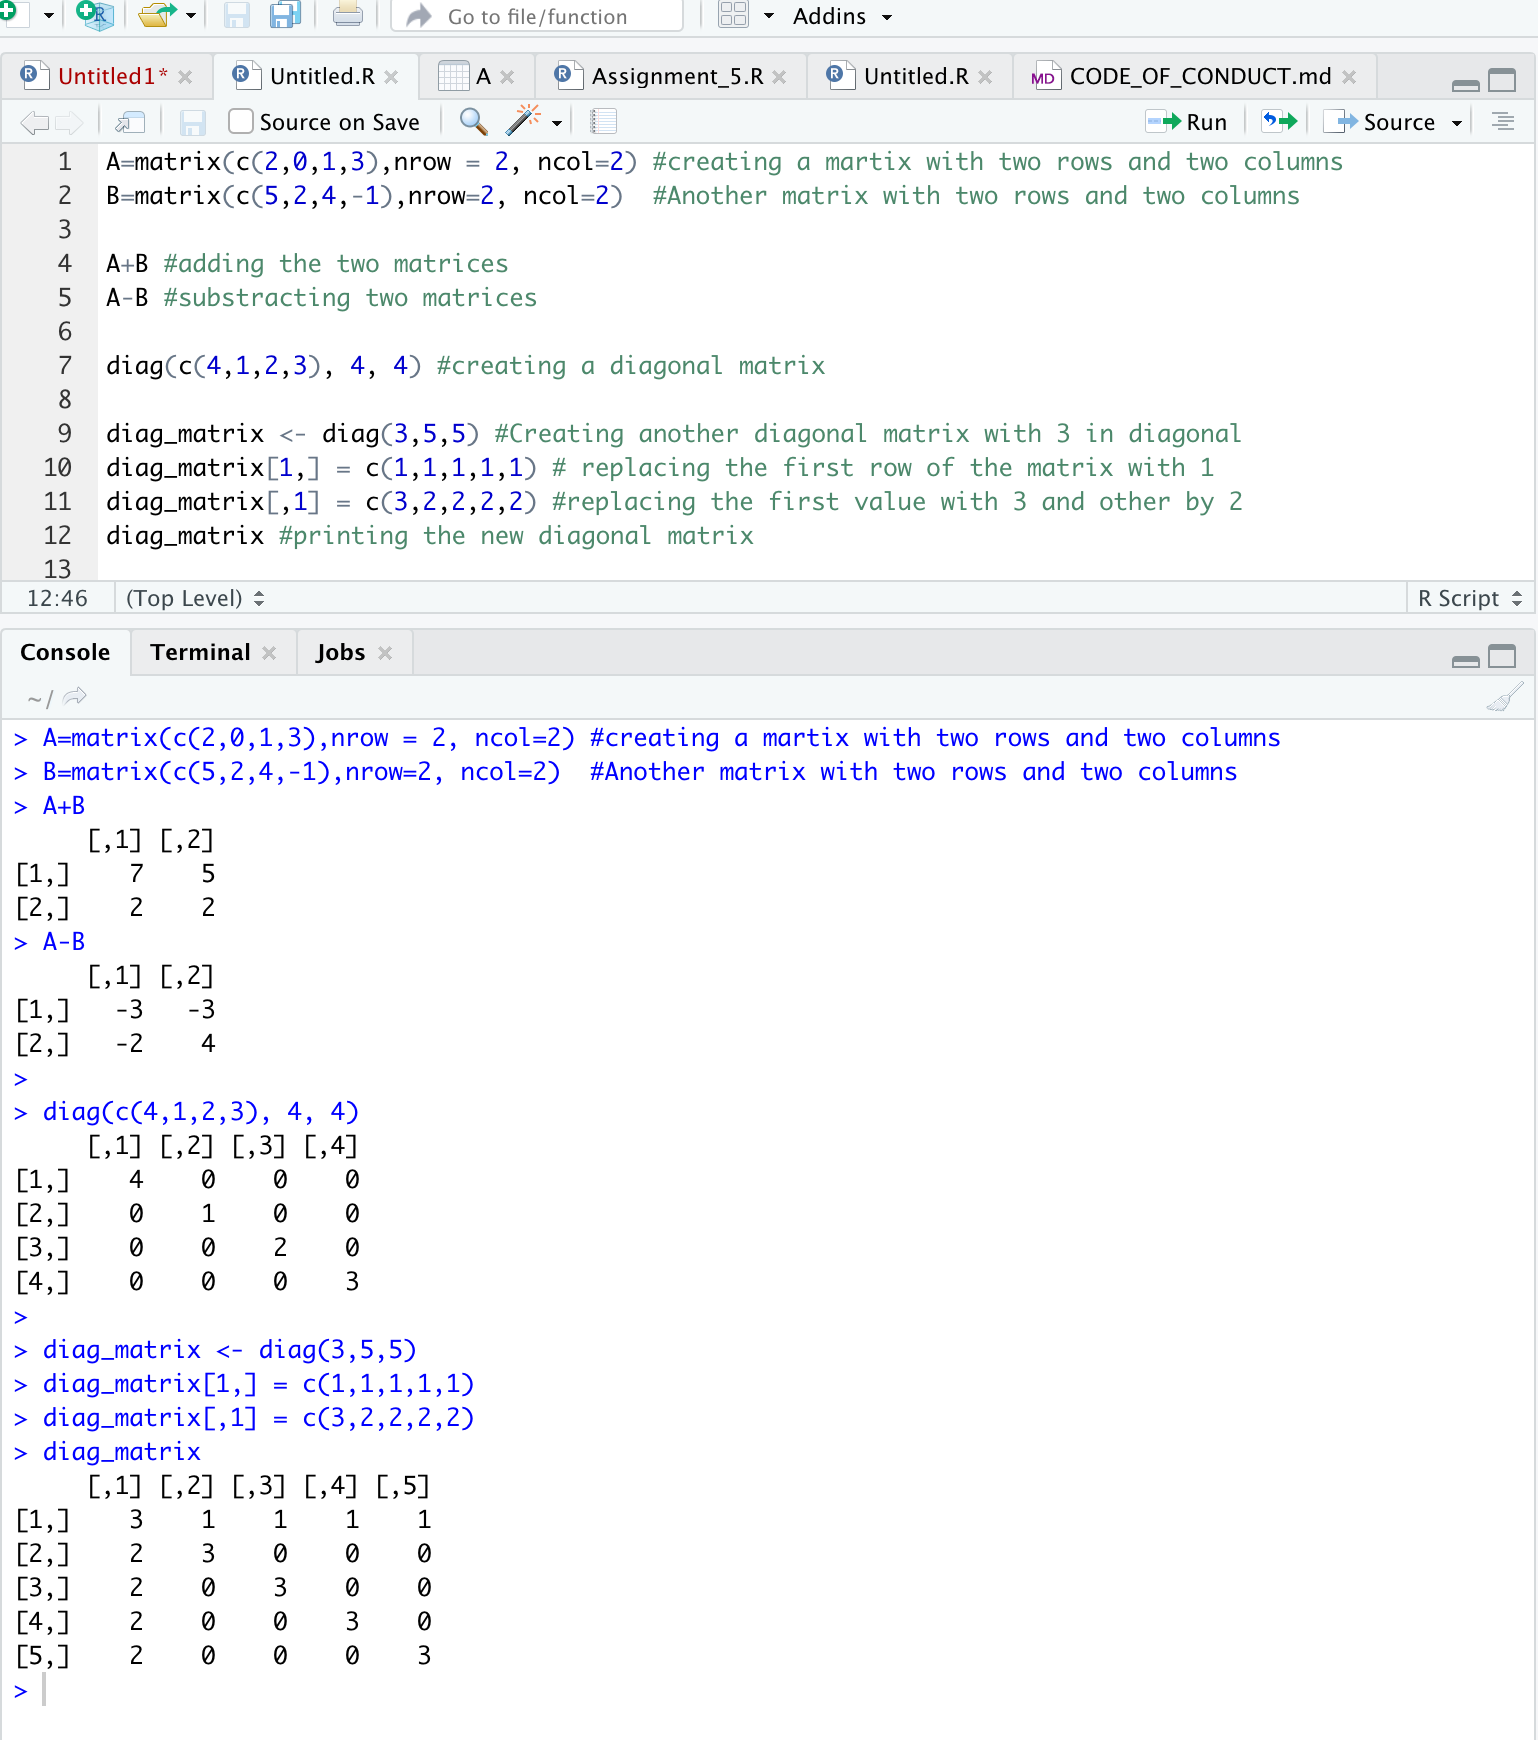 Go to file/function Addins
Untitled1* Untitled.R A Assignment_5.R Untitled.R MD CODE_OF_CONDUCT.md
Source on Save Run Source
1 A=matrix(c(2,0,1,3),nrow = 2, ncol=2) #creating a martix with two rows and two columns
2 B=matrix(c(5,2,4,-1),nrow=2, ncol=2)  #Another matrix with two rows and two columns
3
4 A+B #adding the two matrices
5 A-B #substracting two matrices
6
7 diag(c(4,1,2,3), 4, 4) #creating a diagonal matrix
8
9 diag_matrix <- diag(3,5,5) #Creating another diagonal matrix with 3 in diagonal
10 diag_matrix[1,] = c(1,1,1,1,1) # replacing the first row of the matrix with 1
11 diag_matrix[,1] = c(3,2,2,2,2) #replacing the first value with 3 and other by 2
12 diag_matrix #printing the new diagonal matrix
13
12:46 (Top Level) R Script
Console Terminal Jobs
~/
> A=matrix(c(2,0,1,3),nrow = 2, ncol=2) #creating a martix with two rows and two columns
> B=matrix(c(5,2,4,-1),nrow=2, ncol=2)  #Another matrix with two rows and two columns
> A+B
     [,1] [,2]
[1,]    7    5
[2,]    2    2
> A-B
     [,1] [,2]
[1,]   -3   -3
[2,]   -2    4
>
> diag(c(4,1,2,3), 4, 4)
     [,1] [,2] [,3] [,4]
[1,]    4    0    0    0
[2,]    0    1    0    0
[3,]    0    0    2    0
[4,]    0    0    0    3
>
> diag_matrix <- diag(3,5,5)
> diag_matrix[1,] = c(1,1,1,1,1)
> diag_matrix[,1] = c(3,2,2,2,2)
> diag_matrix
     [,1] [,2] [,3] [,4] [,5]
[1,]    3    1    1    1    1
[2,]    2    3    0    0    0
[3,]    2    0    3    0    0
[4,]    2    0    0    3    0
[5,]    2    0    0    0    3
>